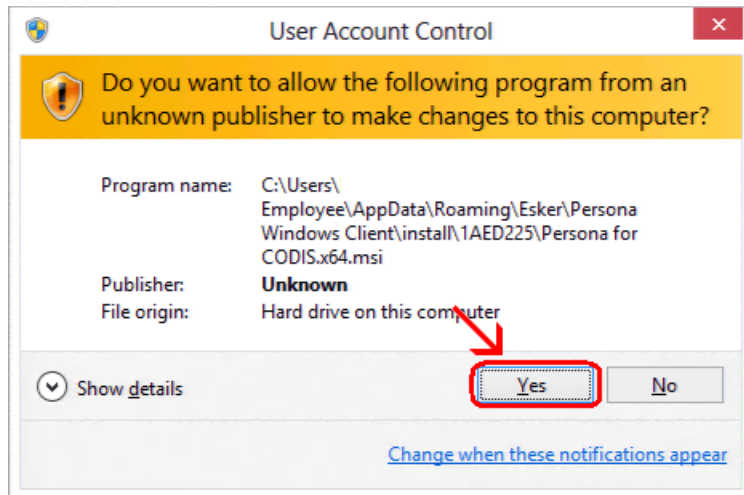 User Account Control
Do you want to allow the following program from an
unknown publisher to make changes to this computer?
Program name: C:\Users\
Employee\AppData\Roaming\Esker\Persona
Windows Client\install\1AED225\Persona for
CODIS.x64.msi
Publisher: Unknown
File origin: Hard drive on this computer
Show details Yes No
Change when these notifications appear